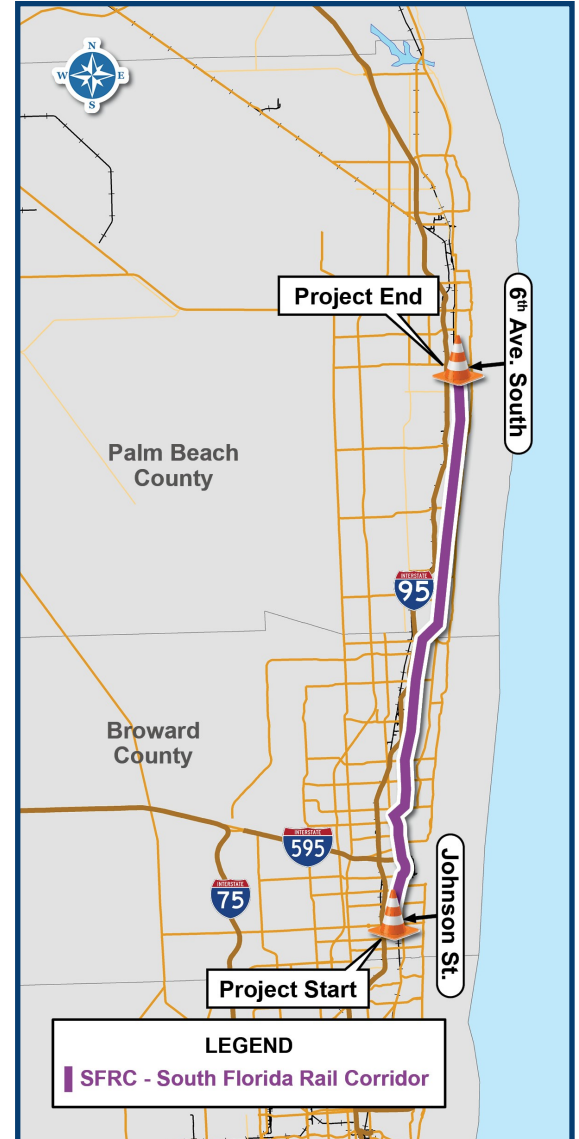 N
W E
S
Project End
6th Ave. South
Palm Beach
County
INTERSTATE
95
Broward
County
INTERSTATE
595
INTERSTATE
75
Johnson St.
Project Start
LEGEND
SFRC - South Florida Rail Corridor